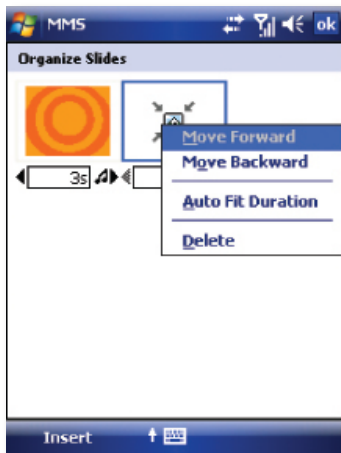 MMS
ok
Organize Slides
3s
Move Forward
Move Backward
Auto Fit Duration
Delete
Insert